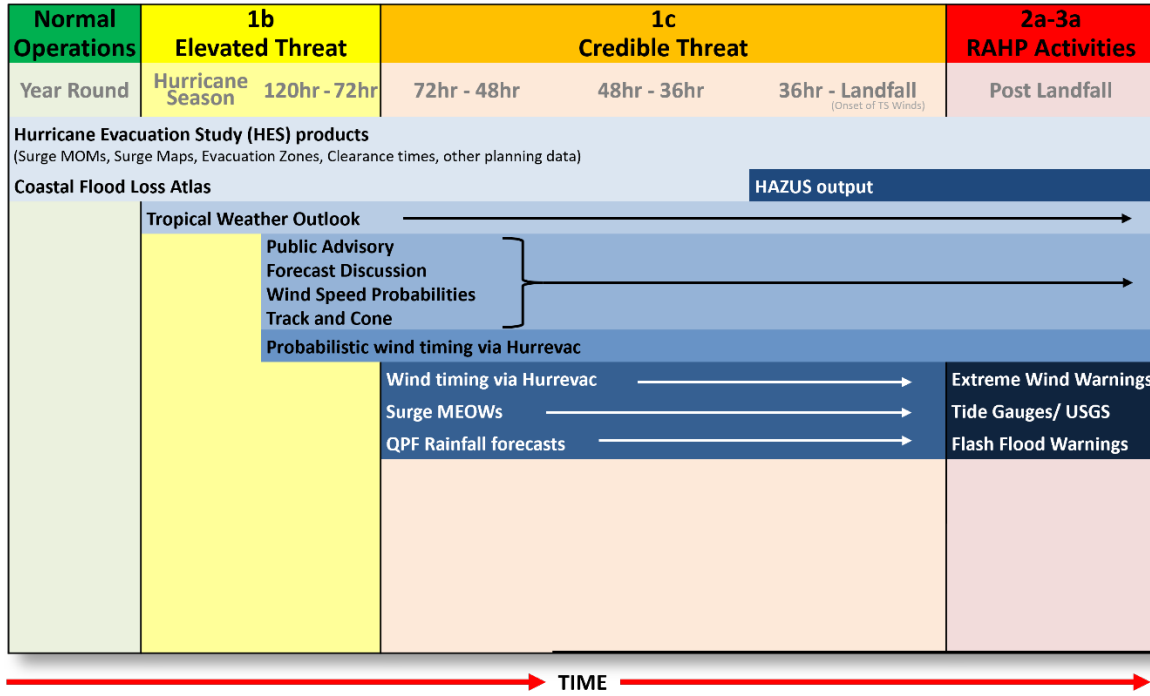 Normal
Operations
1b
Elevated Threat
1c
Credible Threat
2a-3a
RAHP Activities
Year Round
Hurricane
Season
120hr - 72hr
72hr - 48hr
48hr - 36hr
36hr - Landfall
(Onset of TS Winds)
Post Landfall
Hurricane Evacuation Study (HES) products
(Surge MOMs, Surge Maps, Evacuation Zones, Clearance times, other planning data)
Coastal Flood Loss Atlas
HAZUS output
Tropical Weather Outlook
Public Advisory
Forecast Discussion
Wind Speed Probabilities
Track and Cone
Probabilistic wind timing via Hurrevac
Wind timing via Hurrevac
Extreme Wind Warnings
Surge MEOWs
Tide Gauges/ USGS
QPF Rainfall forecasts
Flash Flood Warnings
TIME